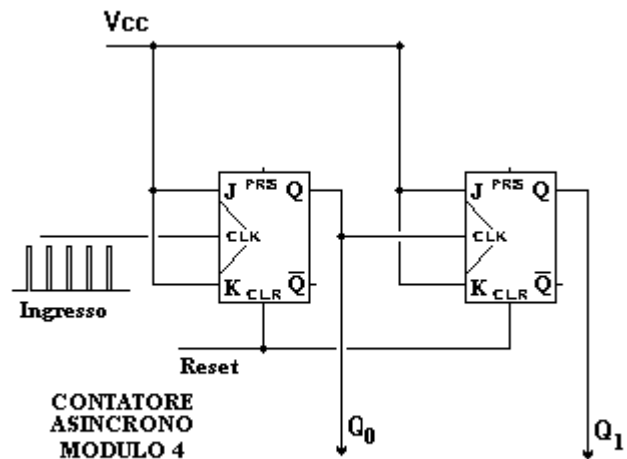 Vcc
J PRS Q
CLK
K CLR Q̅
J PRS Q
CLK
K CLR Q̅
Ingresso
Reset
CONTATORE
ASINCRONO
MODULO 4
Q₀
Q₁